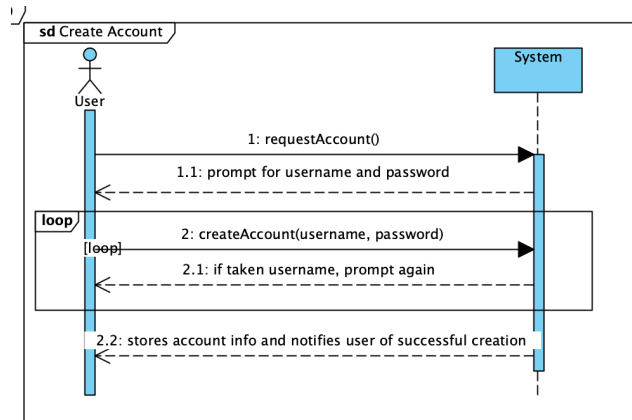 sd Create Account
System
User
1: requestAccount()
1.1: prompt for username and password
loop
2: createAccount(username, password)
[loop]
2.1: if taken username, prompt again
2.2: stores account info and notifies user of successful creation